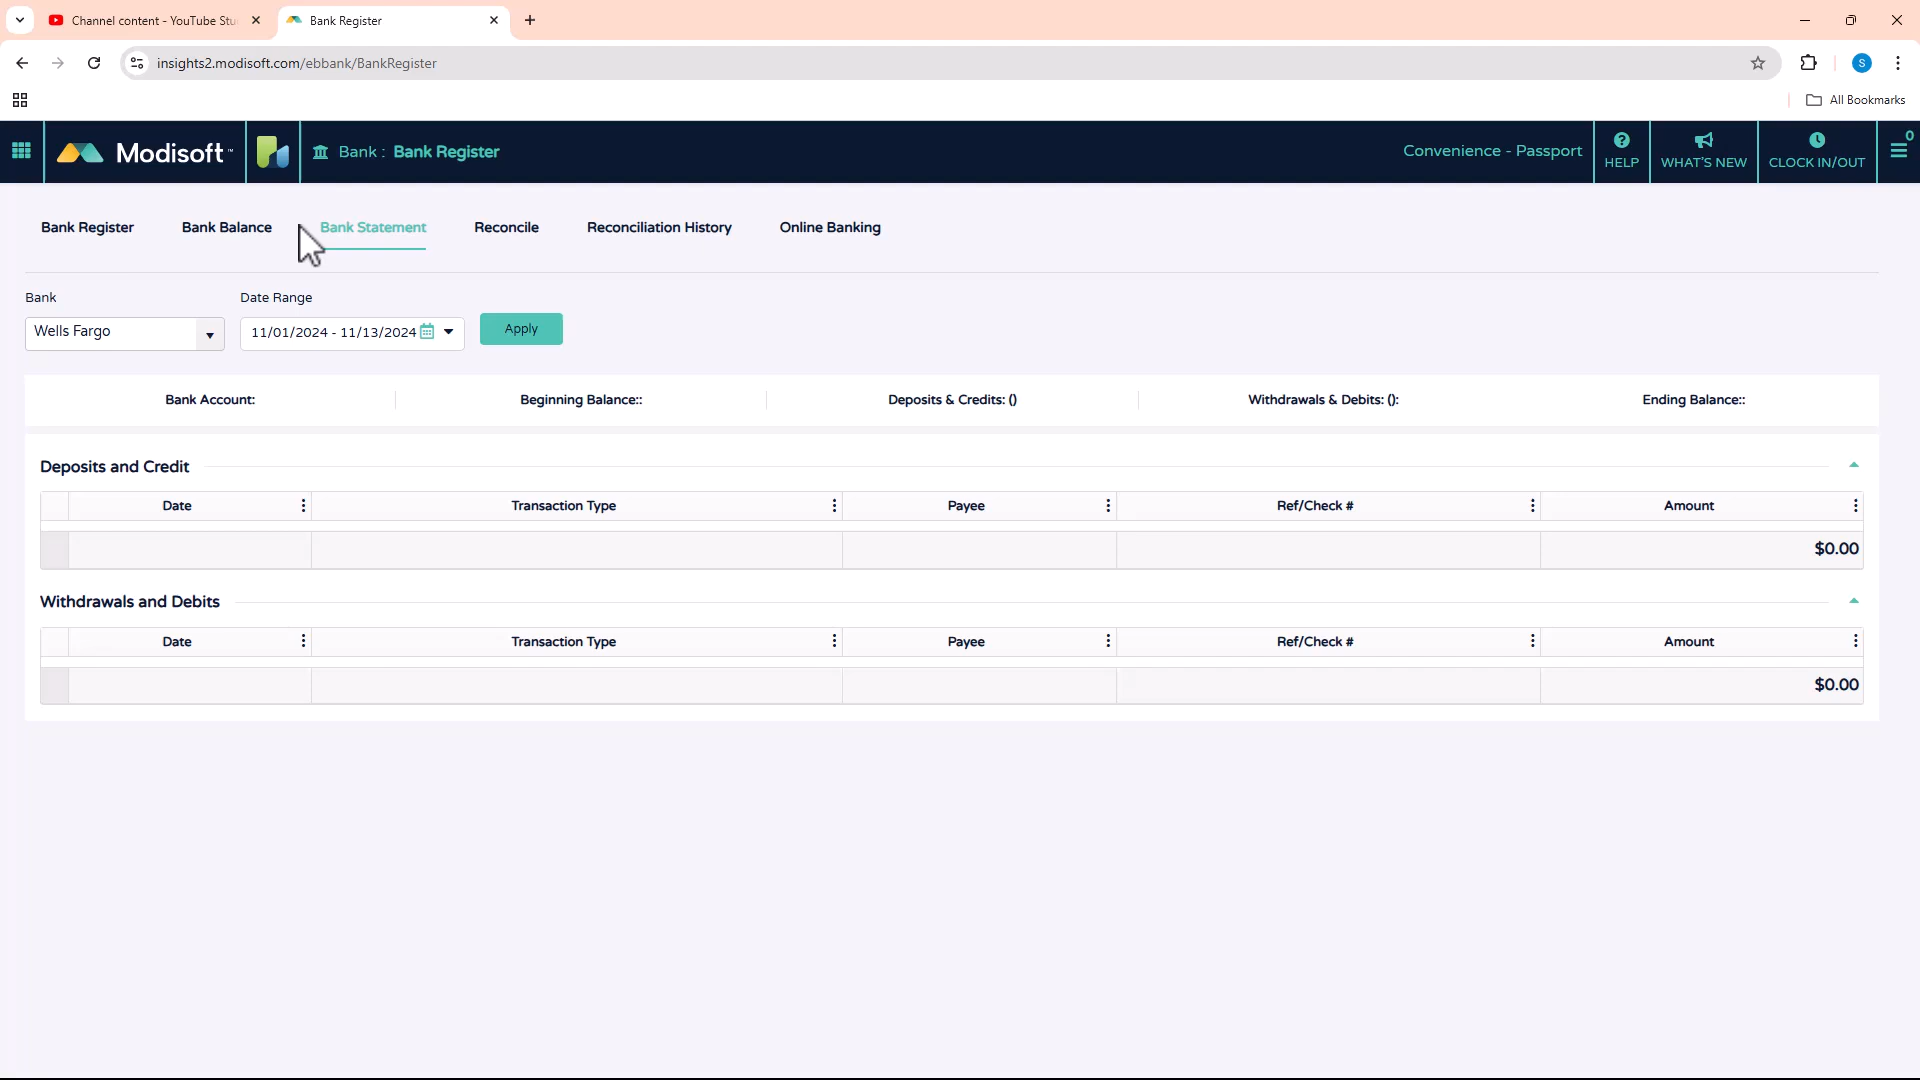 Channel content - YouTube Stu
Bank Register
insights2.modisoft.com/ebbank/BankRegister
S
All Bookmarks
Modisoft™
Bank : Bank Register
Convenience - Passport
HELP
WHAT'S NEW
CLOCK IN/OUT
0
Bank Register
Bank Balance
Bank Statement
Reconcile
Reconciliation History
Online Banking
Bank
Date Range
Wells Fargo
11/01/2024 - 11/13/2024
Apply
Bank Account:
Beginning Balance::
Deposits & Credits: ()
Withdrawals & Debits: ():
Ending Balance::
Deposits and Credit
Date
Transaction Type
Payee
Ref/Check #
Amount
$0.00
Withdrawals and Debits
Date
Transaction Type
Payee
Ref/Check #
Amount
$0.00